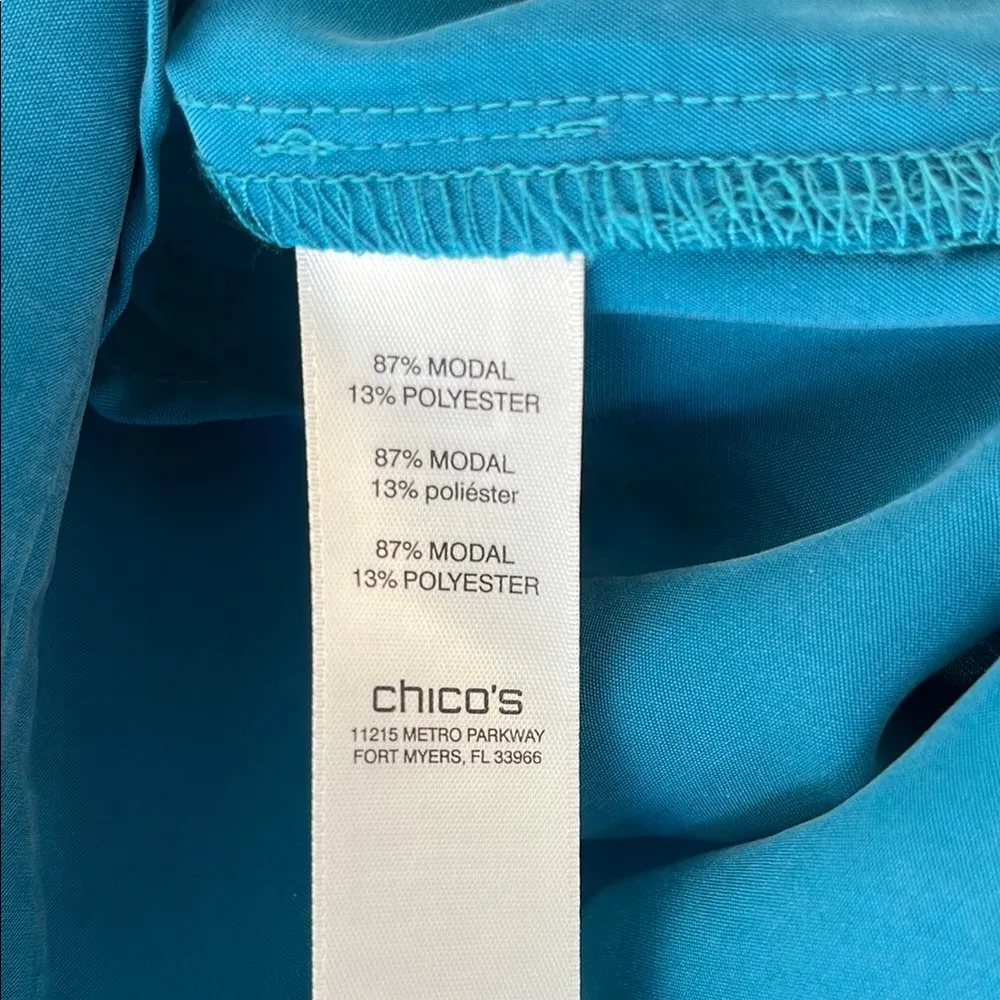 87% MODAL
13% POLYESTER
87% MODAL
13% poliéster
87% MODAL
13% POLYESTER
chico's
11215 METRO PARKWAY
FORT MYERS, FL 33966